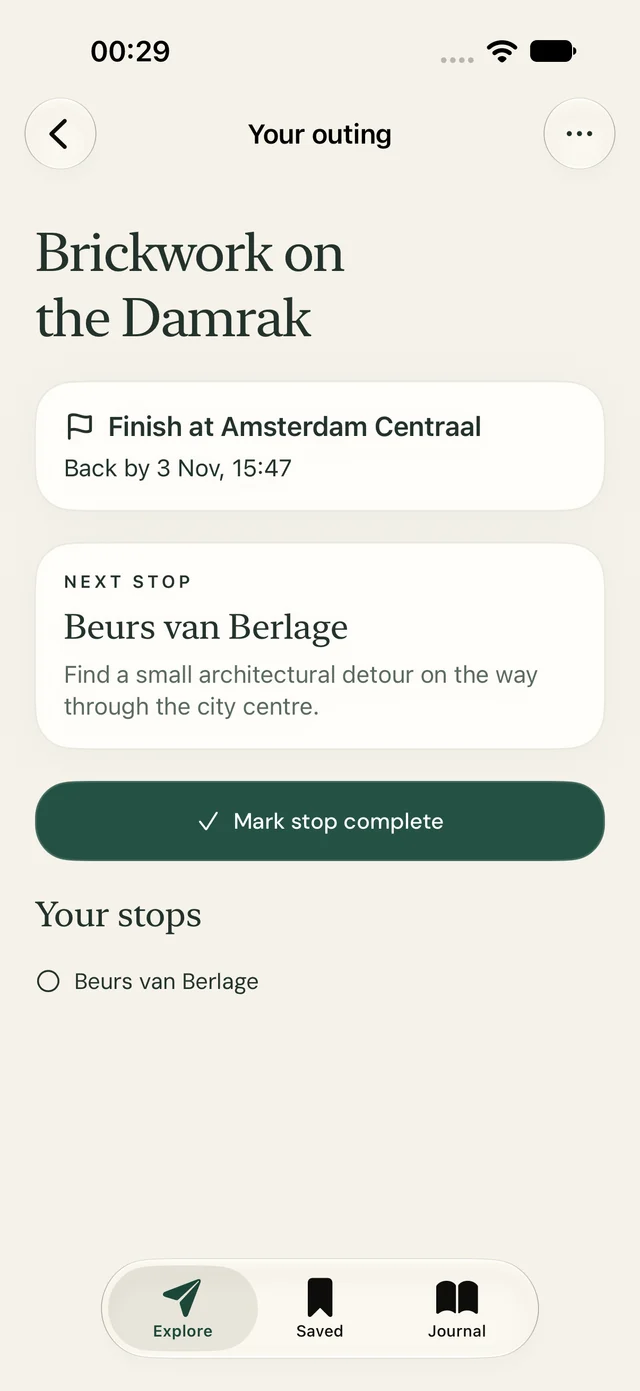 00:29
Your outing
Brickwork on
the Damrak
Finish at Amsterdam Centraal
Back by 3 Nov, 15:47
NEXT STOP
Beurs van Berlage
Find a small architectural detour on the way
through the city centre.
Mark stop complete
Your stops
Beurs van Berlage
Explore
Saved
Journal